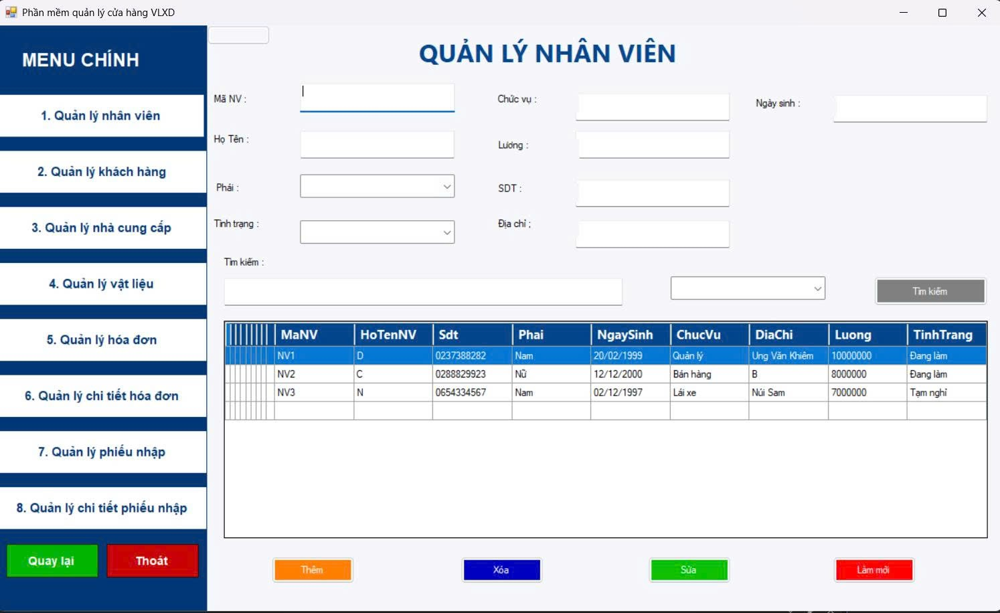 Phần mềm quản lý cửa hàng VLXD
MENU CHÍNH
1. Quản lý nhân viên
2. Quản lý khách hàng
3. Quản lý nhà cung cấp
4. Quản lý vật liệu
5. Quản lý hóa đơn
6. Quản lý chi tiết hóa đơn
7. Quản lý phiếu nhập
8. Quản lý chi tiết phiếu nhập
Quay lại Thoát
QUẢN LÝ NHÂN VIÊN
Mã NV : Chức vụ : Ngày sinh :
Họ Tên : Lương :
Phái : SDT :
Tình trạng : Địa chỉ ;
Tìm kiếm :
Tìm kiếm
MaNV HoTenNV Sdt Phai NgaySinh ChucVu DiaChi Luong TinhTrang
NV1 D 0237388282 Nam 20/02/1999 Quản lý Ung Văn Khiêm 10000000 Đang làm
NV2 C 0288829923 Nữ 12/12/2000 Bán hàng B 8000000 Đang làm
NV3 N 0654334567 Nam 02/12/1997 Lái xe Núi Sam 7000000 Tạm nghỉ
Thêm Xóa Sửa Làm mới